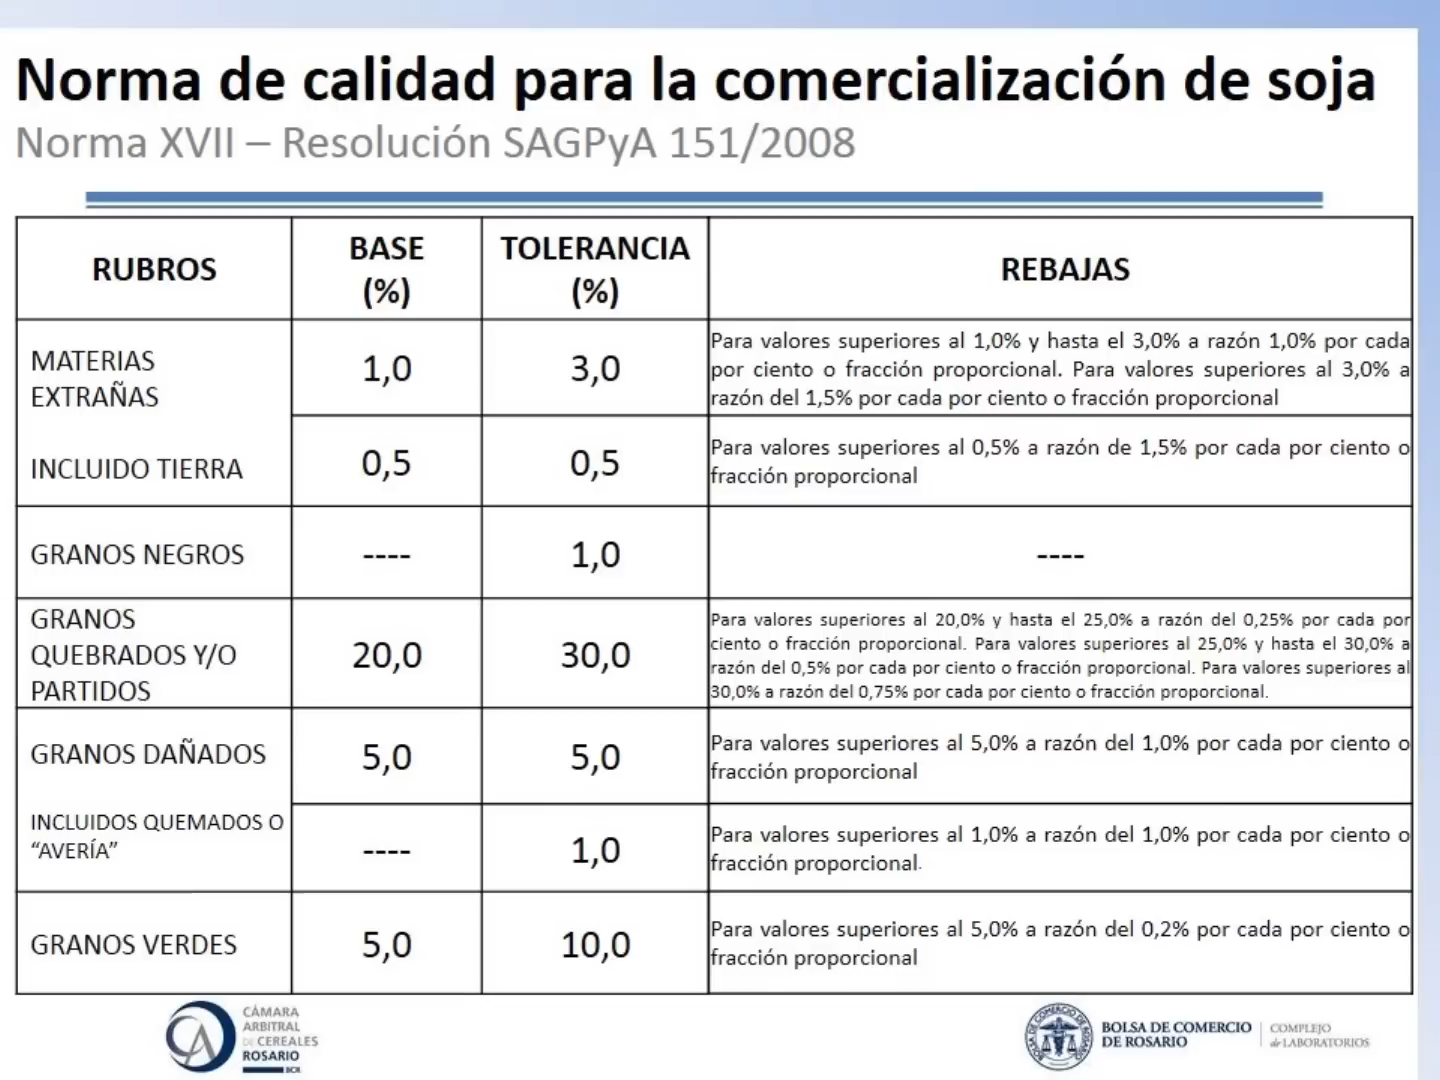 Norma de calidad para la comercialización de soja
Norma XVII – Resolución SAGPyA 151/2008
RUBROS
BASE
(%)
TOLERANCIA
(%)
REBAJAS
MATERIAS
EXTRAÑAS
1,0
3,0
Para valores superiores al 1,0% y hasta el 3,0% a razón 1,0% por cada
por ciento o fracción proporcional. Para valores superiores al 3,0% a
razón del 1,5% por cada por ciento o fracción proporcional
INCLUIDO TIERRA
0,5
0,5
Para valores superiores al 0,5% a razón de 1,5% por cada por ciento o
fracción proporcional
GRANOS NEGROS
----
1,0
----
GRANOS
QUEBRADOS Y/O
PARTIDOS
20,0
30,0
Para valores superiores al 20,0% y hasta el 25,0% a razón del 0,25% por cada por
ciento o fracción proporcional. Para valores superiores al 25,0% y hasta el 30,0% a
razón del 0,5% por cada por ciento o fracción proporcional. Para valores superiores al
30,0% a razón del 0,75% por cada por ciento o fracción proporcional.
GRANOS DAÑADOS
5,0
5,0
Para valores superiores al 5,0% a razón del 1,0% por cada por ciento o
fracción proporcional
INCLUIDOS QUEMADOS O
“AVERÍA”
----
1,0
Para valores superiores al 1,0% a razón del 1,0% por cada por ciento o
fracción proporcional.
GRANOS VERDES
5,0
10,0
Para valores superiores al 5,0% a razón del 0,2% por cada por ciento o
fracción proporcional
CÁMARA
ARBITRAL
DE CEREALES
ROSARIO
BCR
BOLSA DE COMERCIO DE ROSARIO
BOLSA DE COMERCIO
DE ROSARIO
COMPLEJO
de LABORATORIOS